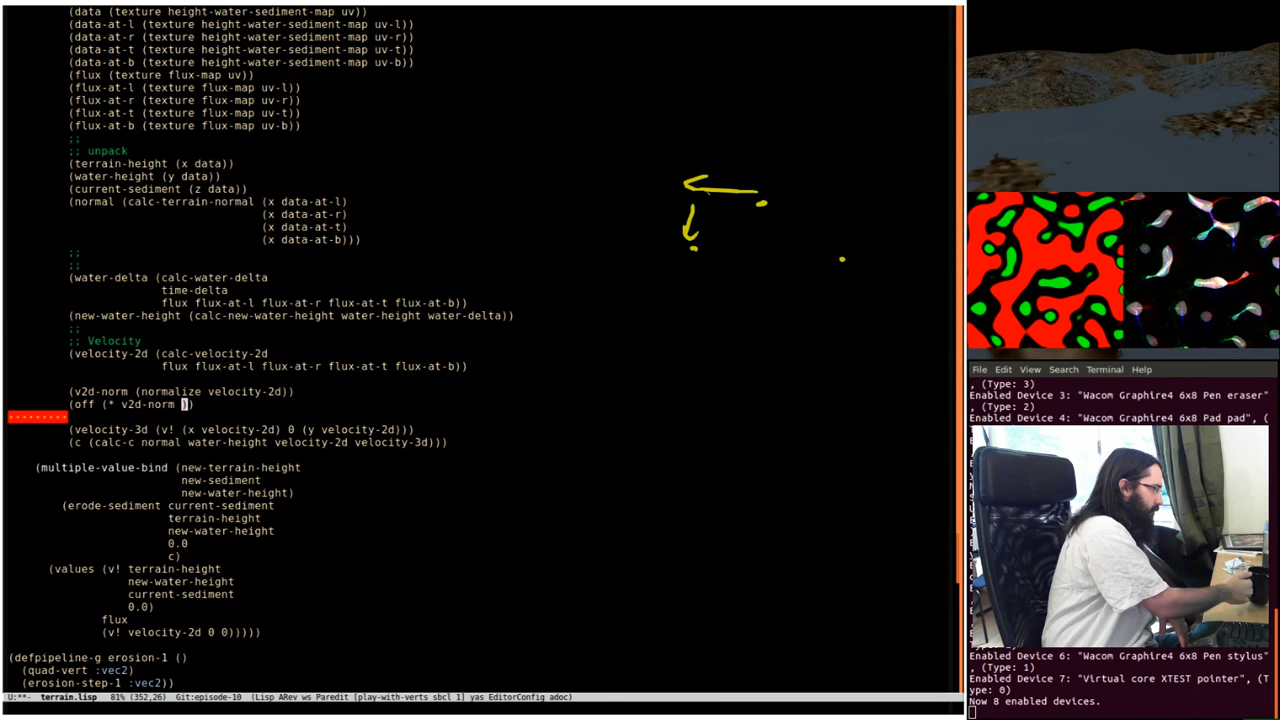 (data (texture height-water-sediment-map uv))
(data-at-l (texture height-water-sediment-map uv-l))
(data-at-r (texture height-water-sediment-map uv-r))
(data-at-t (texture height-water-sediment-map uv-t))
(data-at-b (texture height-water-sediment-map uv-b))
(flux (texture flux-map uv))
(flux-at-l (texture flux-map uv-l))
(flux-at-r (texture flux-map uv-r))
(flux-at-t (texture flux-map uv-t))
(flux-at-b (texture flux-map uv-b))
;;
;; unpack
(terrain-height (x data))
(water-height (y data))
(current-sediment (z data))
(normal (calc-terrain-normal (x data-at-l)
(x data-at-r)
(x data-at-t)
(x data-at-b)))
;;
;;
(water-delta (calc-water-delta
time-delta
flux flux-at-l flux-at-r flux-at-t flux-at-b))
(new-water-height (calc-new-water-height water-height water-delta))
;;
;; Velocity
(velocity-2d (calc-velocity-2d
flux flux-at-l flux-at-r flux-at-t flux-at-b))
(v2d-norm (normalize velocity-2d))
(off (* v2d-norm ))
(velocity-3d (v! (x velocity-2d) 0 (y velocity-2d)))
(c (calc-c normal water-height velocity-2d velocity-3d)))
(multiple-value-bind (new-terrain-height
new-sediment
new-water-height)
(erode-sediment current-sediment
terrain-height
new-water-height
0.0
c)
(values (v! terrain-height
new-water-height
current-sediment
0.0)
flux
(v! velocity-2d 0 0)))))
(defpipeline-g erosion-1 ()
(quad-vert :vec2)
(erosion-step-1 :vec2))
U:**- terrain.lisp 81% (352,26) Git:episode-10 (Lisp ARev ws Paredit [play-with-verts sbcl 1] yas EditorConfig adoc)
File Edit View Search Terminal Help
, (Type: 3)
Enabled Device 3: "Wacom Graphire4 6x8 Pen eraser"
, (Type: 2)
Enabled Device 4: "Wacom Graphire4 6x8 Pad pad", (
Enabled Device 6: "Wacom Graphire4 6x8 Pen stylus"
, (Type: 1)
Enabled Device 7: "Virtual core XTEST pointer", (T
ype: 0)
Now 8 enabled devices.